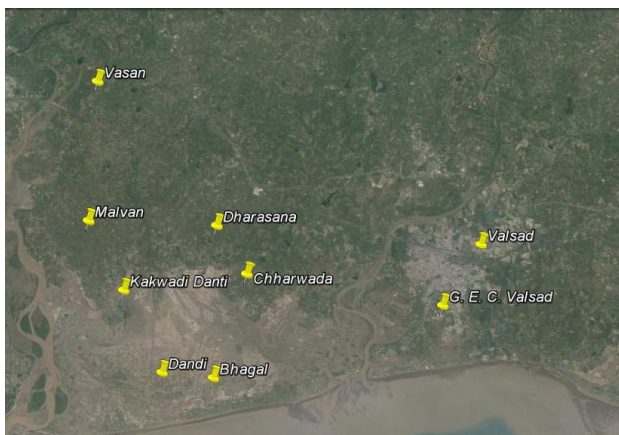 Vasan
Malvan
Dharasana
Valsad
Chharwada
Kakwadi Danti
G. E. C. Valsad
Dandi
Bhagal